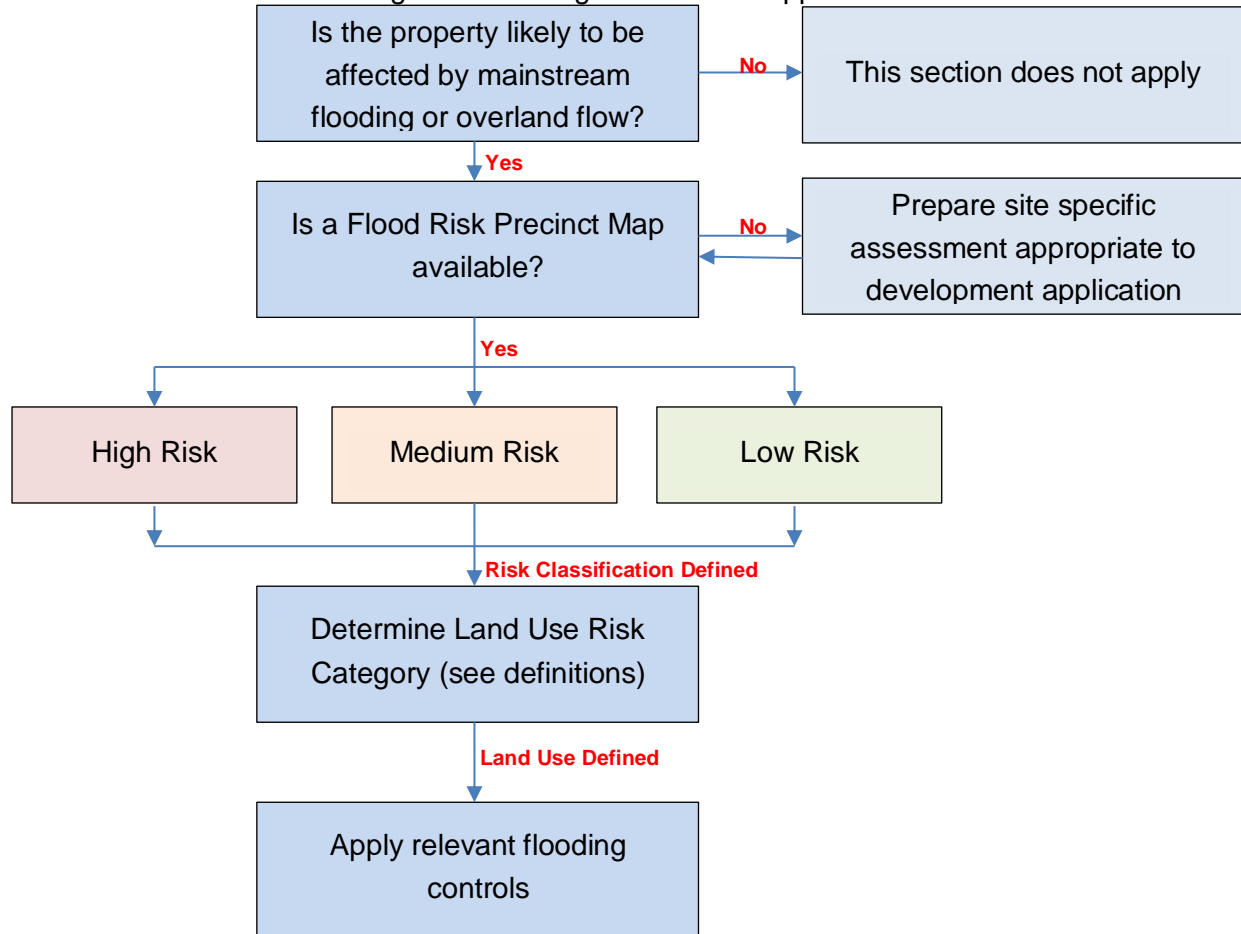 Is the property likely to be
affected by mainstream
flooding or overland flow?
No
This section does not apply
Yes
Is a Flood Risk Precinct Map
available?
No
Prepare site specific
assessment appropriate to
development application
Yes
High Risk
Medium Risk
Low Risk
Risk Classification Defined
Determine Land Use Risk
Category (see definitions)
Land Use Defined
Apply relevant flooding
controls